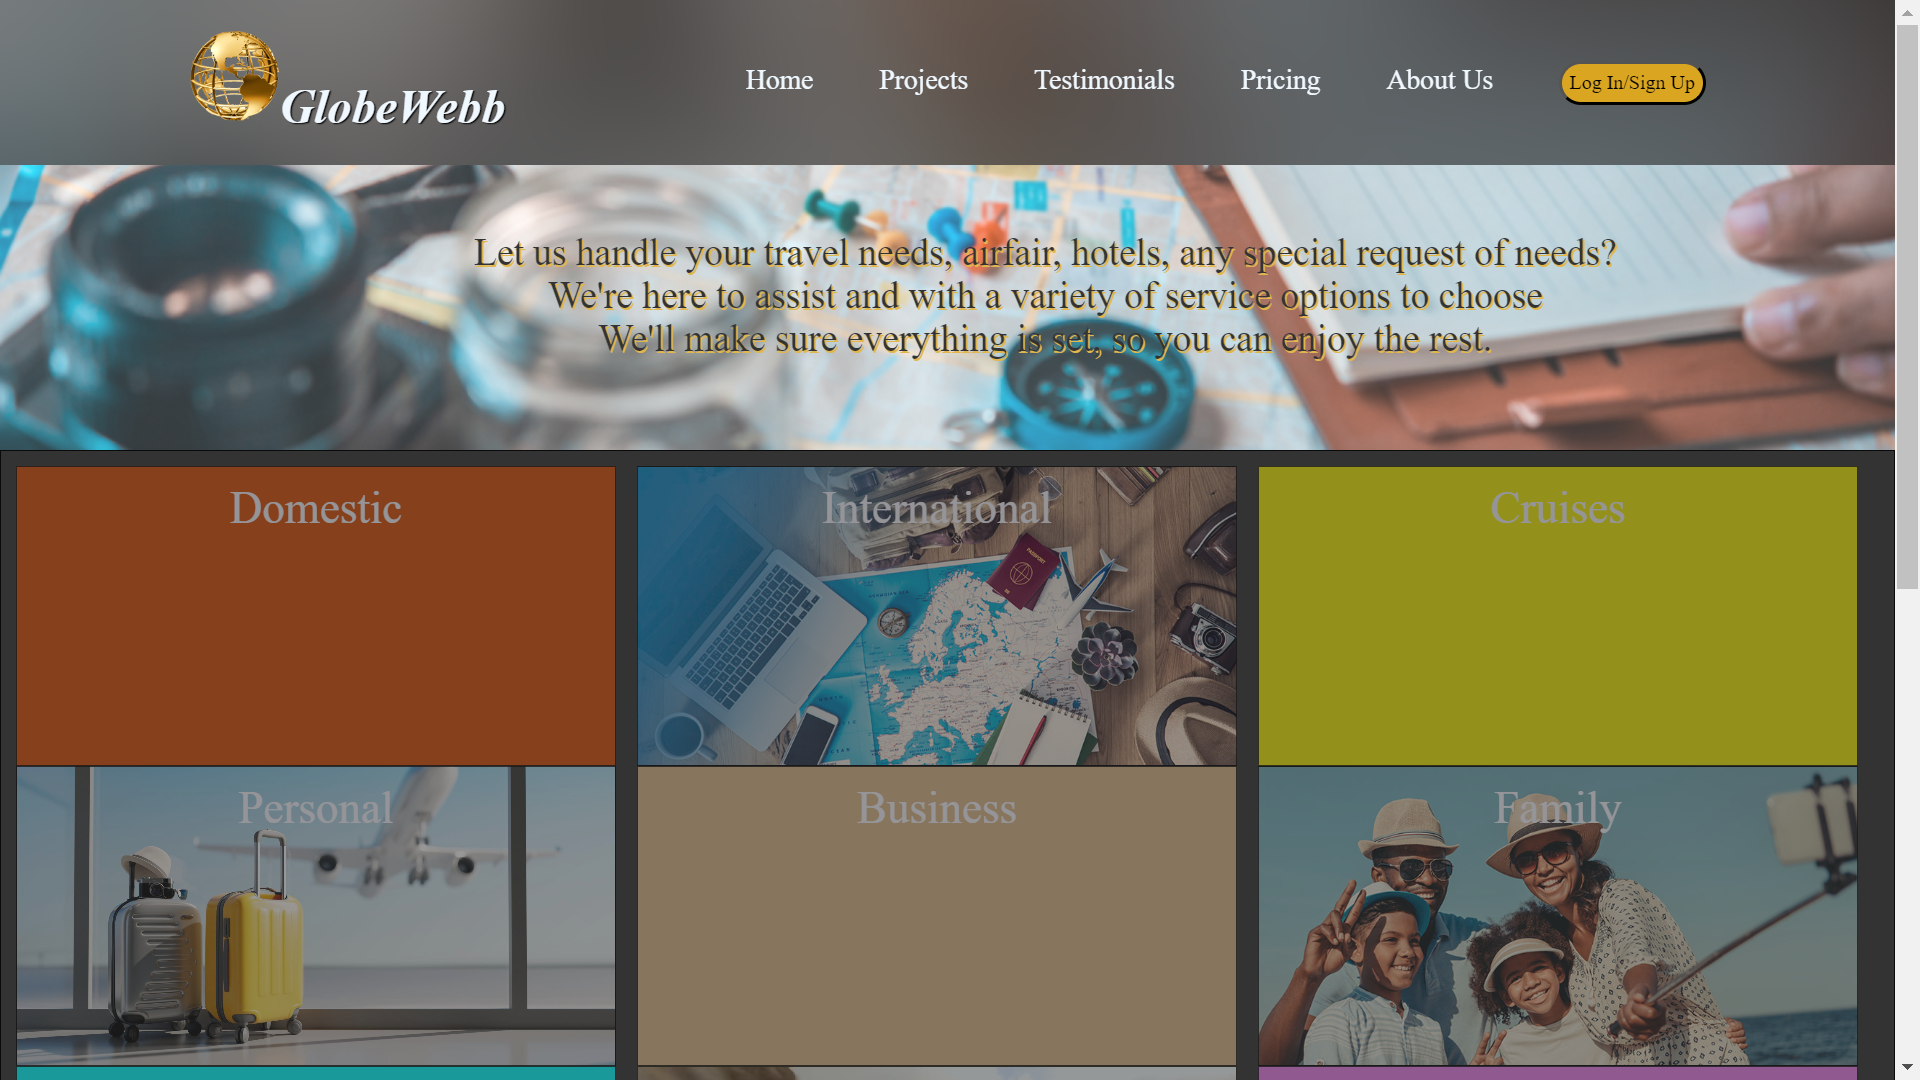 GlobeWebb
Home
Projects
Testimonials
Pricing
About Us
Log In/Sign Up
Let us handle your travel needs, airfair, hotels, any special request of needs?
We're here to assist and with a variety of service options to choose
We'll make sure everything is set, so you can enjoy the rest.
Domestic
International
PASSPORT
Cruises
Personal
Business
Family